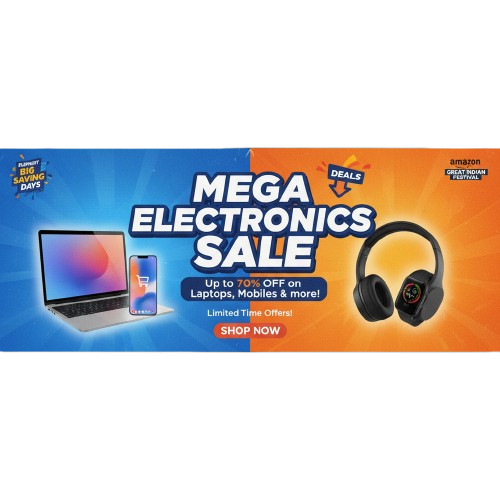 BIG
SAVING
DAYS
MEGA
ELECTRONICS
SALE
DEALS
amazon
GREAT INDIAN
FESTIVAL
Up to 70% OFF on
Laptops, Mobiles & more!
Limited Time Offers!
SHOP NOW